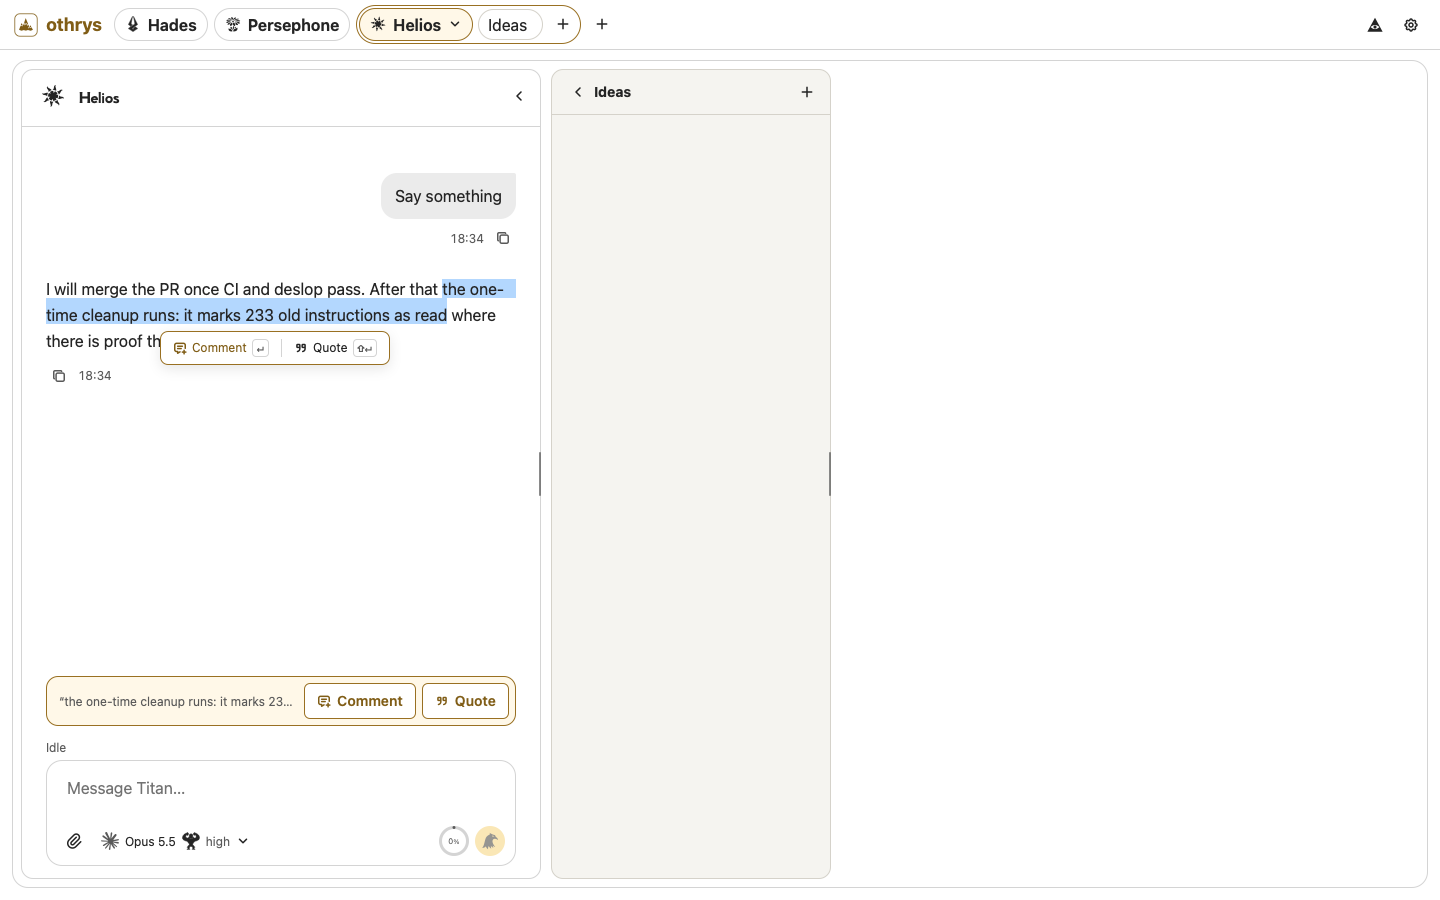 othrys
Hades
Persephone
Helios
Ideas
Helios
Ideas
Say something
18:34
I will merge the PR once CI and deslop pass. After that the one-
time cleanup runs: it marks 233 old instructions as read where
there is proof th
Comment
Quote
18:34
“the one-time cleanup runs: it marks 23...
Comment
Quote
Idle
Message Titan...
Opus 5.5
high
0%